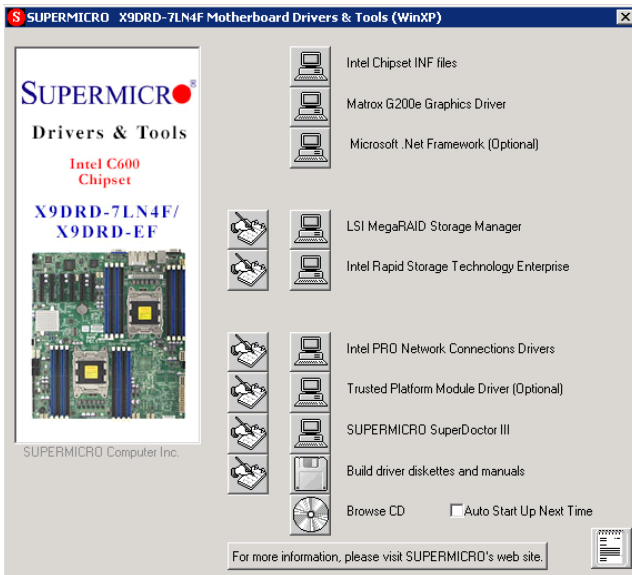 SUPERMICRO X9DRD-7LN4F Motherboard Drivers & Tools (WinXP)
SUPERMICRO
Drivers & Tools
Intel C600
Chipset
X9DRD-7LN4F/
X9DRD-EF
SUPERMICRO Computer Inc.
Intel Chipset INF files
Matrox G200e Graphics Driver
Microsoft .Net Framework (Optional)
LSI MegaRAID Storage Manager
Intel Rapid Storage Technology Enterprise
Intel PRO Network Connections Drivers
Trusted Platform Module Driver (Optional)
SUPERMICRO SuperDoctor III
Build driver diskettes and manuals
Browse CD
Auto Start Up Next Time
For more information, please visit SUPERMICRO's web site.